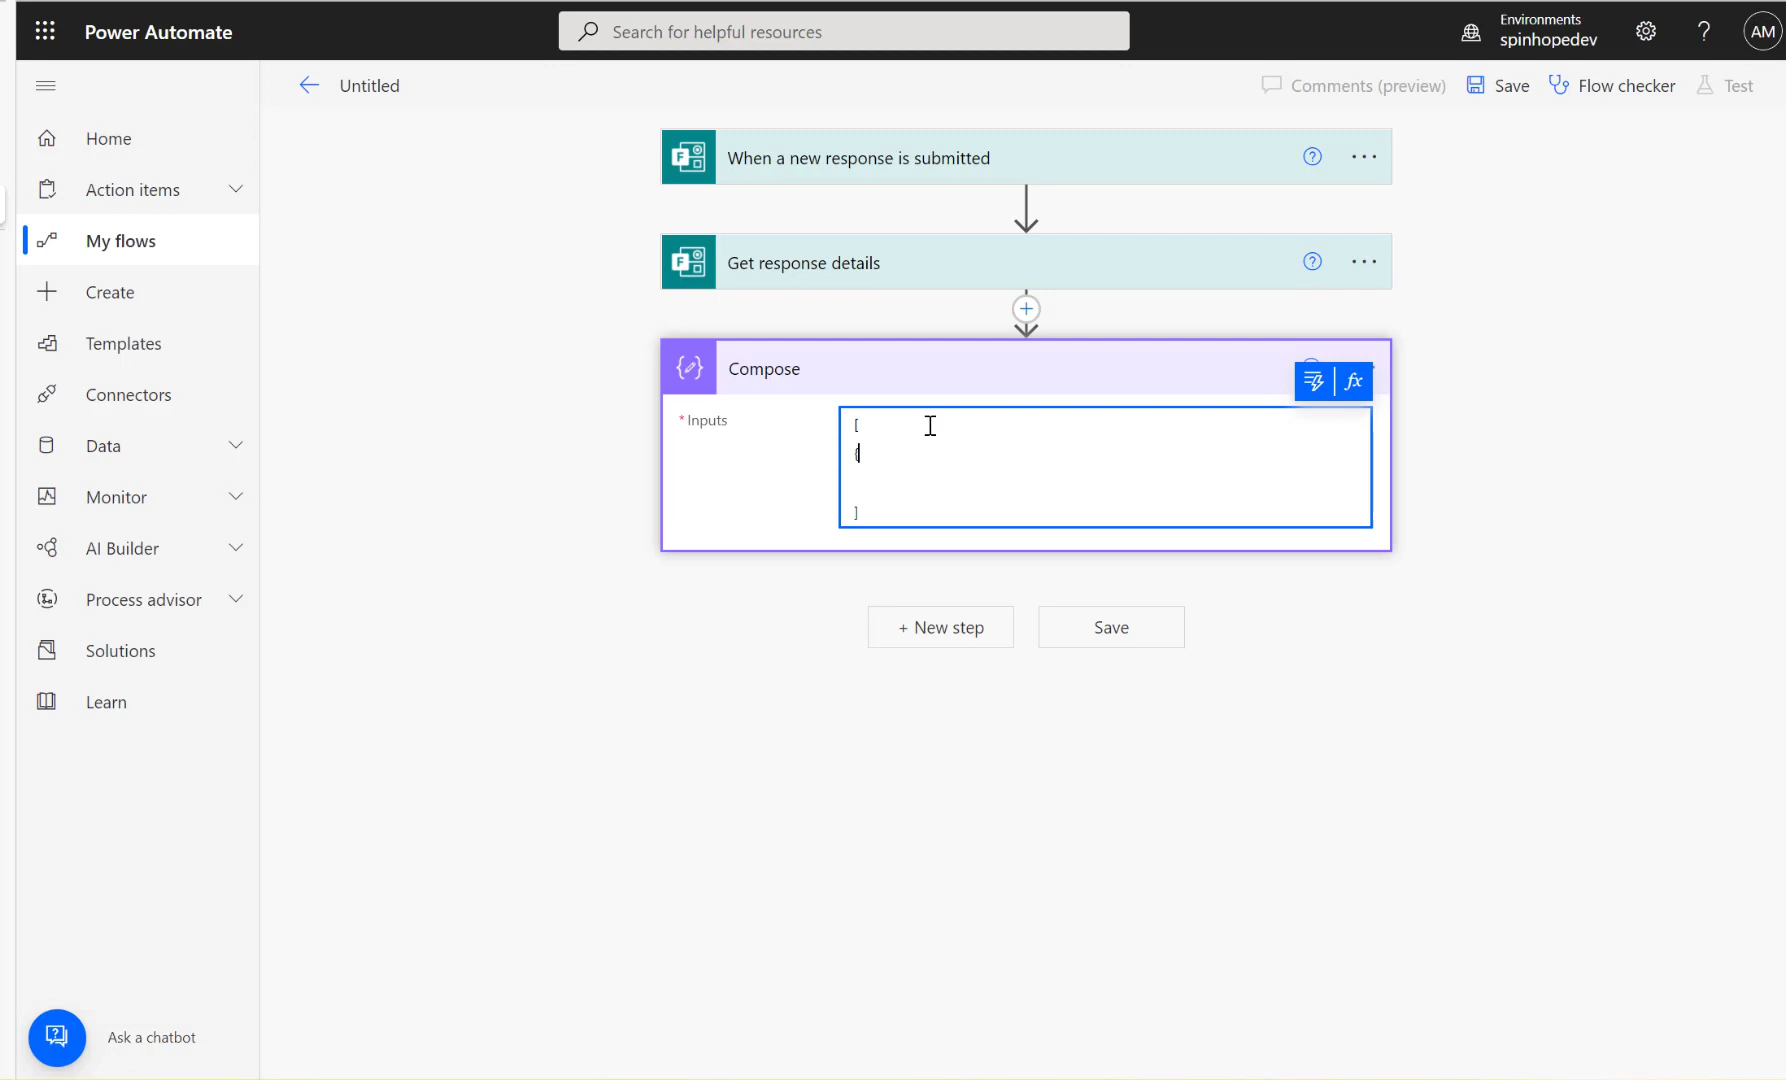 Power Automate
Search for helpful resources
Environments
spinhopedev
?
AM
Untitled
Comments (preview)
Save
Flow checker
Test
Home
Action items
My flows
Create
Templates
Connectors
Data
Monitor
AI Builder
Process advisor
Solutions
Learn
When a new response is submitted
?
...
Get response details
?
...
Compose
fx
* Inputs
[
{
]
+ New step
Save
Ask a chatbot